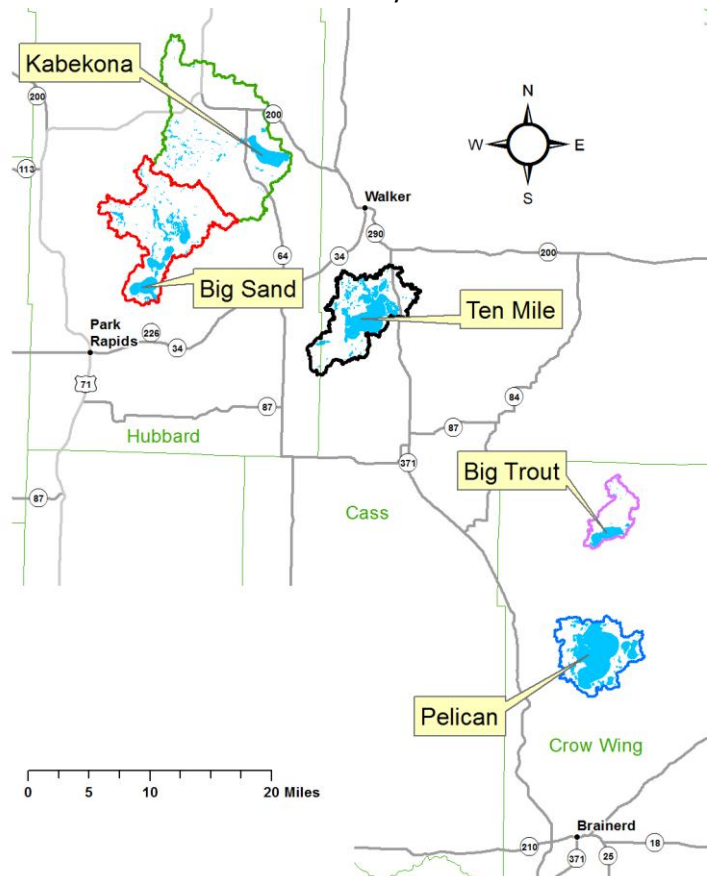 Kabekona
200
200
113
N
W
E
S
Walker
290
34
64
200
Big Sand
Ten Mile
Park
Rapids
226
34
71
87
84
87
Hubbard
371
Big Trout
87
Cass
Pelican
Crow Wing
0 5 10 20 Miles
Brainerd
210
18
371
25